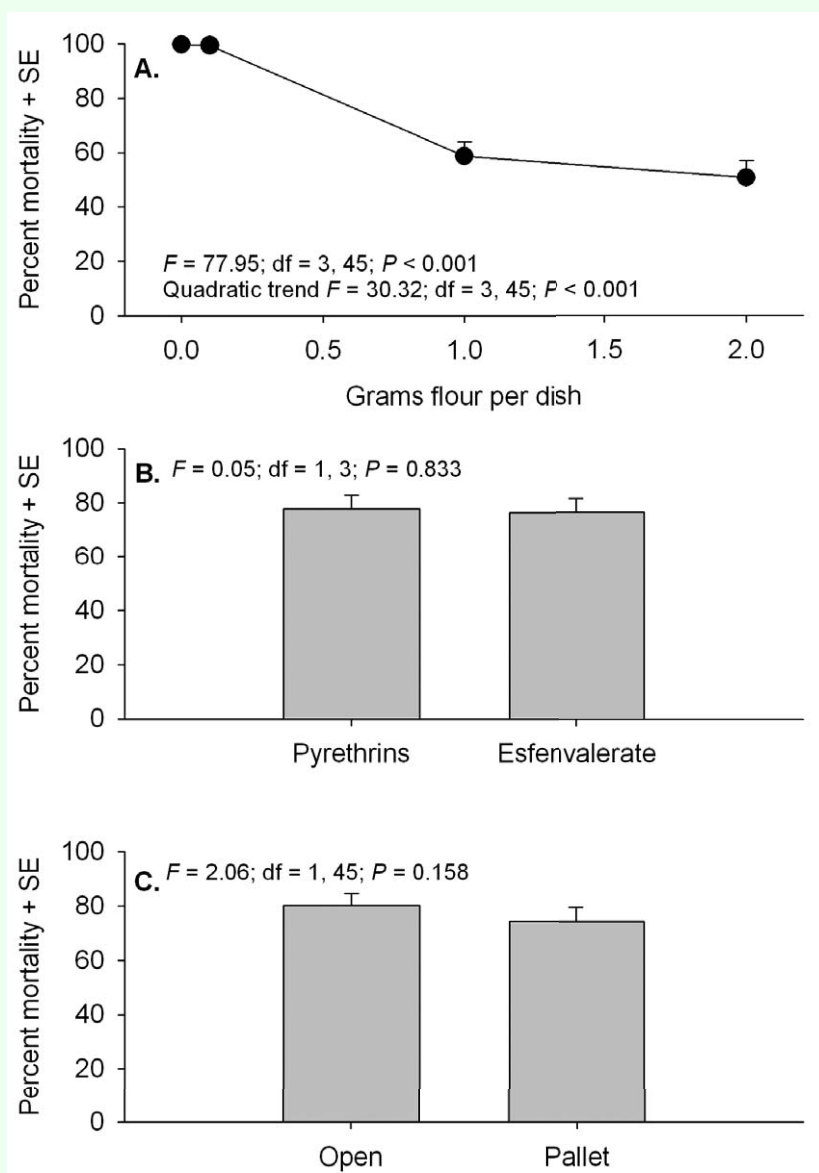 Percent mortality + SE
100
80
60
40
20
0
A.
F = 77.95; df = 3, 45; P < 0.001
Quadratic trend F = 30.32; df = 3, 45; P < 0.001
0.0 0.5 1.0 1.5 2.0
Grams flour per dish
Percent mortality + SE
100
80
60
40
20
0
B. F = 0.05; df = 1, 3; P = 0.833
Pyrethrins Esfenvalerate
Percent mortality + SE
100
80
60
40
20
0
C. F = 2.06; df = 1, 45; P = 0.158
Open Pallet